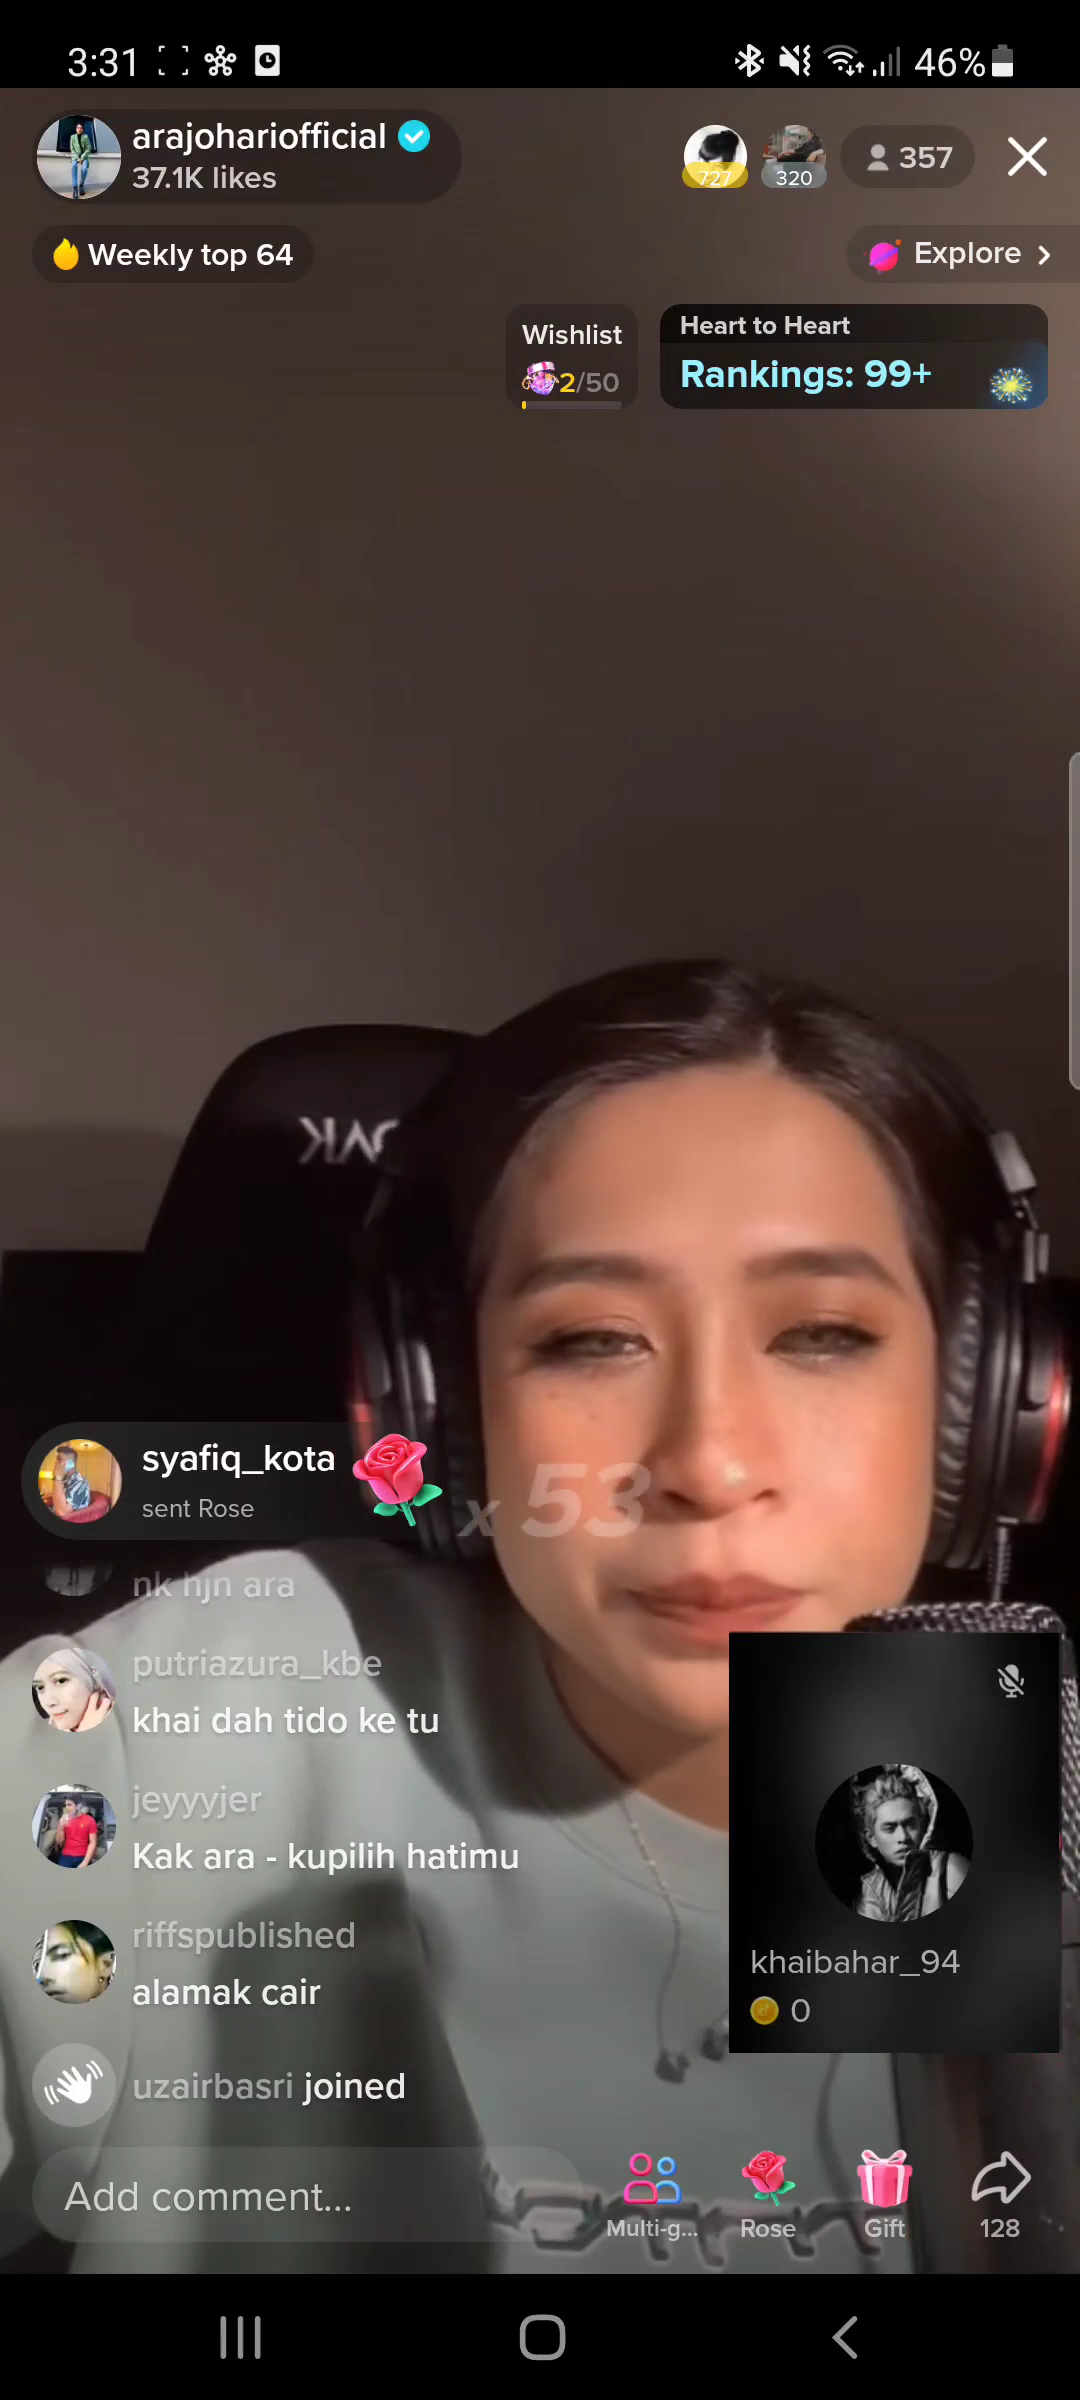 3:31
46%
arajohariofficial
37.1K likes
727
320
357
Weekly top 64
Explore
Wishlist
2/50
Heart to Heart
Rankings: 99+
JAK
syafiq_kota
sent Rose
x 53
nk hjn ara
putriazura_kbe
khai dah tido ke tu
jeyyyjer
Kak ara - kupilih hatimu
riffspublished
alamak cair
uzairbasri joined
khaibahar_94
0
Add comment...
Multi-g...
Rose
Gift
128